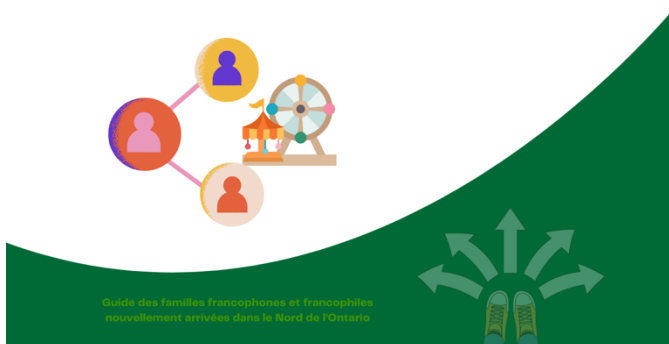 Guide des familles francophones et francophiles
nouvellement arrivées dans le Nord de l'Ontario